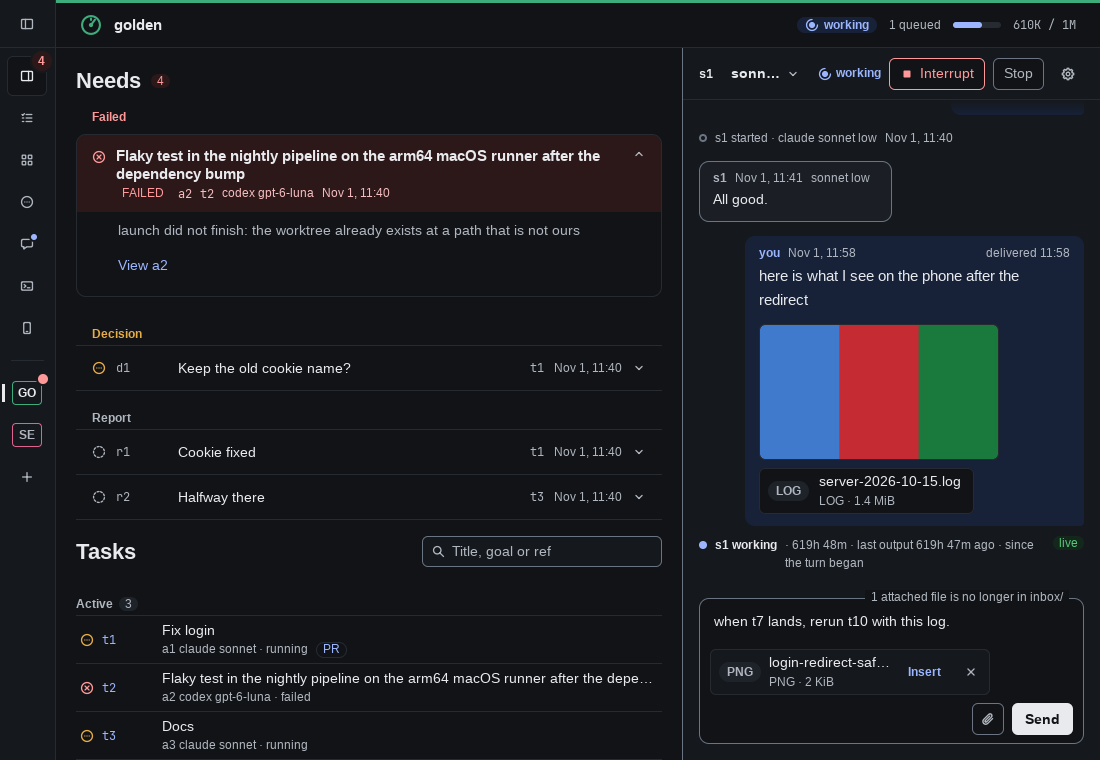 golden
working
1 queued
610K / 1M
4
GO
SE
Needs 4
Failed
Flaky test in the nightly pipeline on the arm64 macOS runner after the
dependency bump
FAILED a2 t2 codex gpt-6-luna Nov 1, 11:40
launch did not finish: the worktree already exists at a path that is not ours
View a2
Decision
d1 Keep the old cookie name? t1 Nov 1, 11:40
Report
r1 Cookie fixed t1 Nov 1, 11:40
r2 Halfway there t3 Nov 1, 11:40
Tasks
Title, goal or ref
Active 3
t1 Fix login
a1 claude sonnet · running PR
t2 Flaky test in the nightly pipeline on the arm64 macOS runner after the depe…
a2 codex gpt-6-luna · failed
t3 Docs
a3 claude sonnet · running
s1 sonn… working Interrupt Stop
s1 started · claude sonnet low Nov 1, 11:40
s1 Nov 1, 11:41 sonnet low
All good.
you Nov 1, 11:58 delivered 11:58
here is what I see on the phone after the
redirect
LOG server-2026-10-15.log
LOG · 1.4 MiB
s1 working · 619h 48m · last output 619h 47m ago · since
the turn began
live
1 attached file is no longer in inbox/
when t7 lands, rerun t10 with this log.
PNG login-redirect-saf…
PNG · 2 KiB
Insert
Send